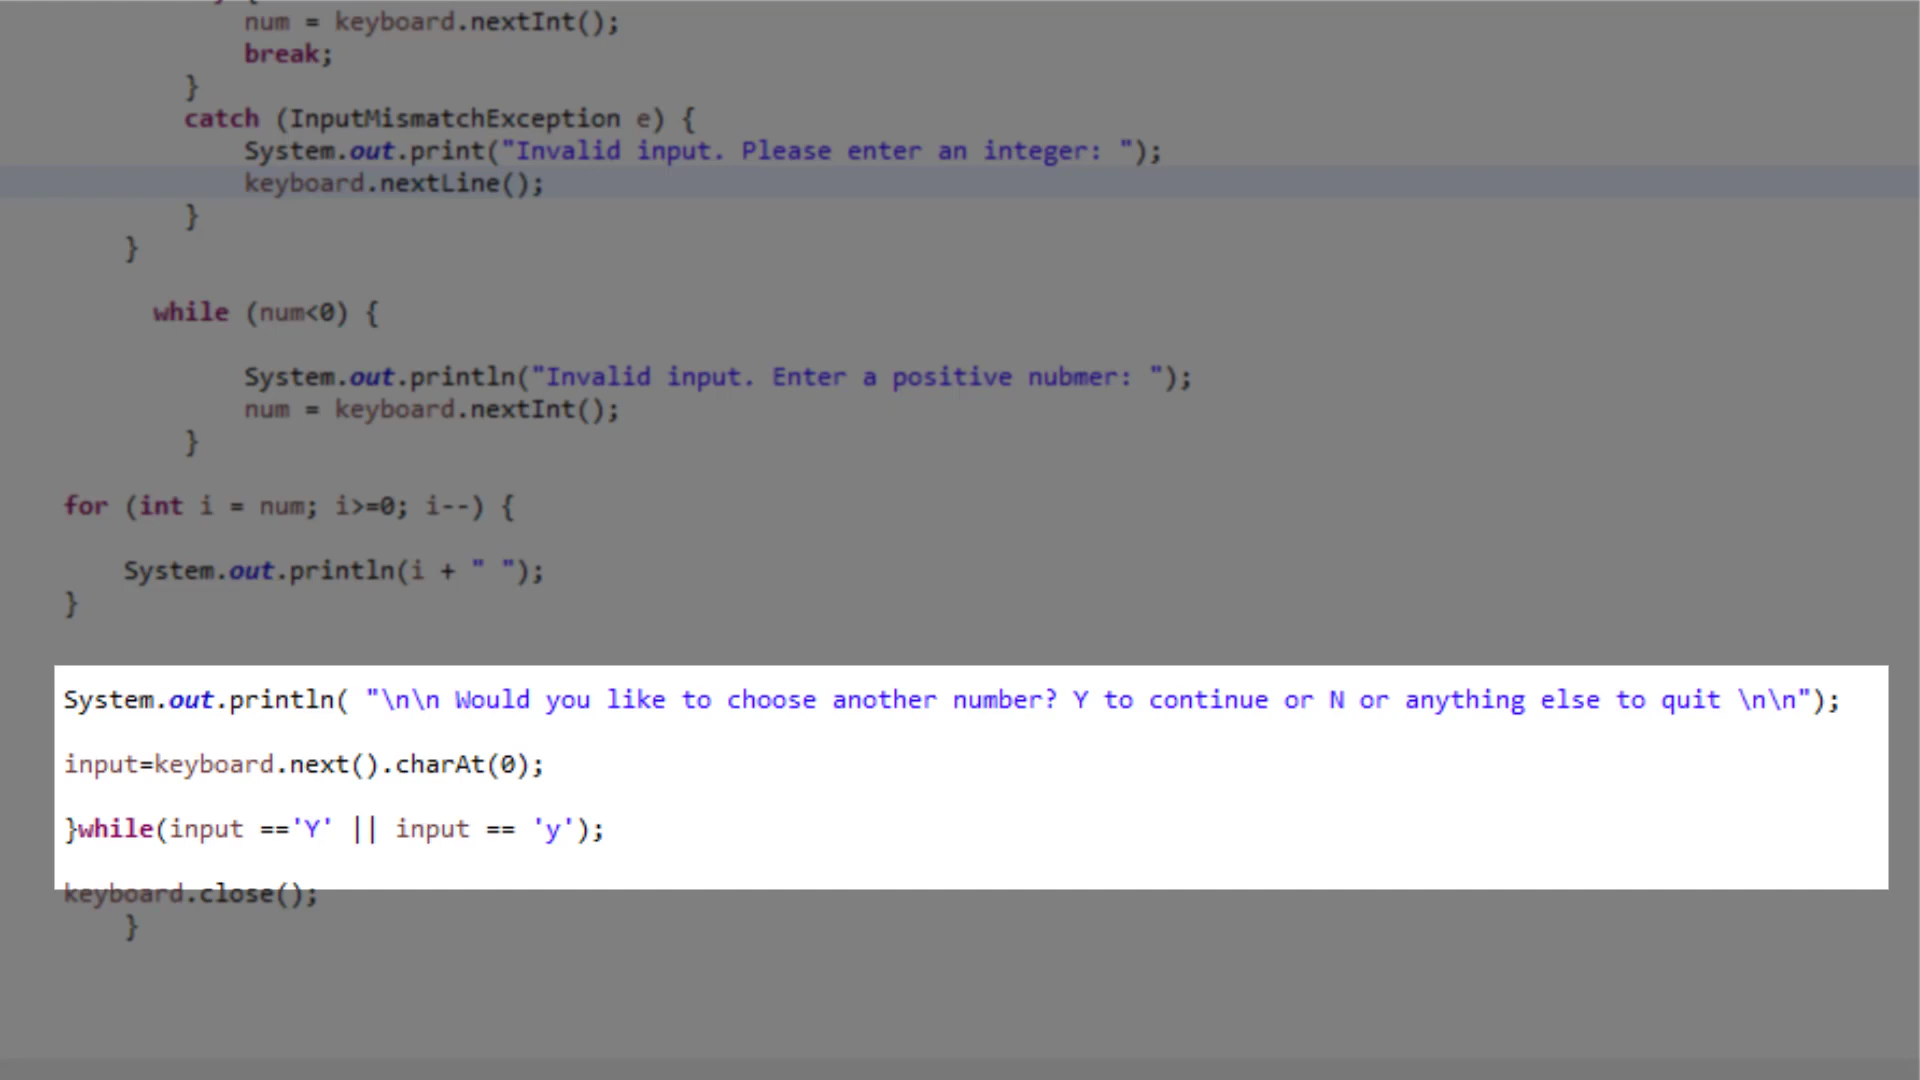 num = keyboard.nextInt();
break;
}
catch (InputMismatchException e) {
System.out.print("Invalid input. Please enter an integer: ");
keyboard.nextLine();
}
}
while (num<0) {
System.out.println("Invalid input. Enter a positive nubmer: ");
num = keyboard.nextInt();
}
for (int i = num; i>=0; i--) {
System.out.println(i + " ");
}
System.out.println( "\n\n Would you like to choose another number? Y to continue or N or anything else to quit \n\n");
input=keyboard.next().charAt(0);
}while(input =='Y' || input == 'y');
keyboard.close();
}